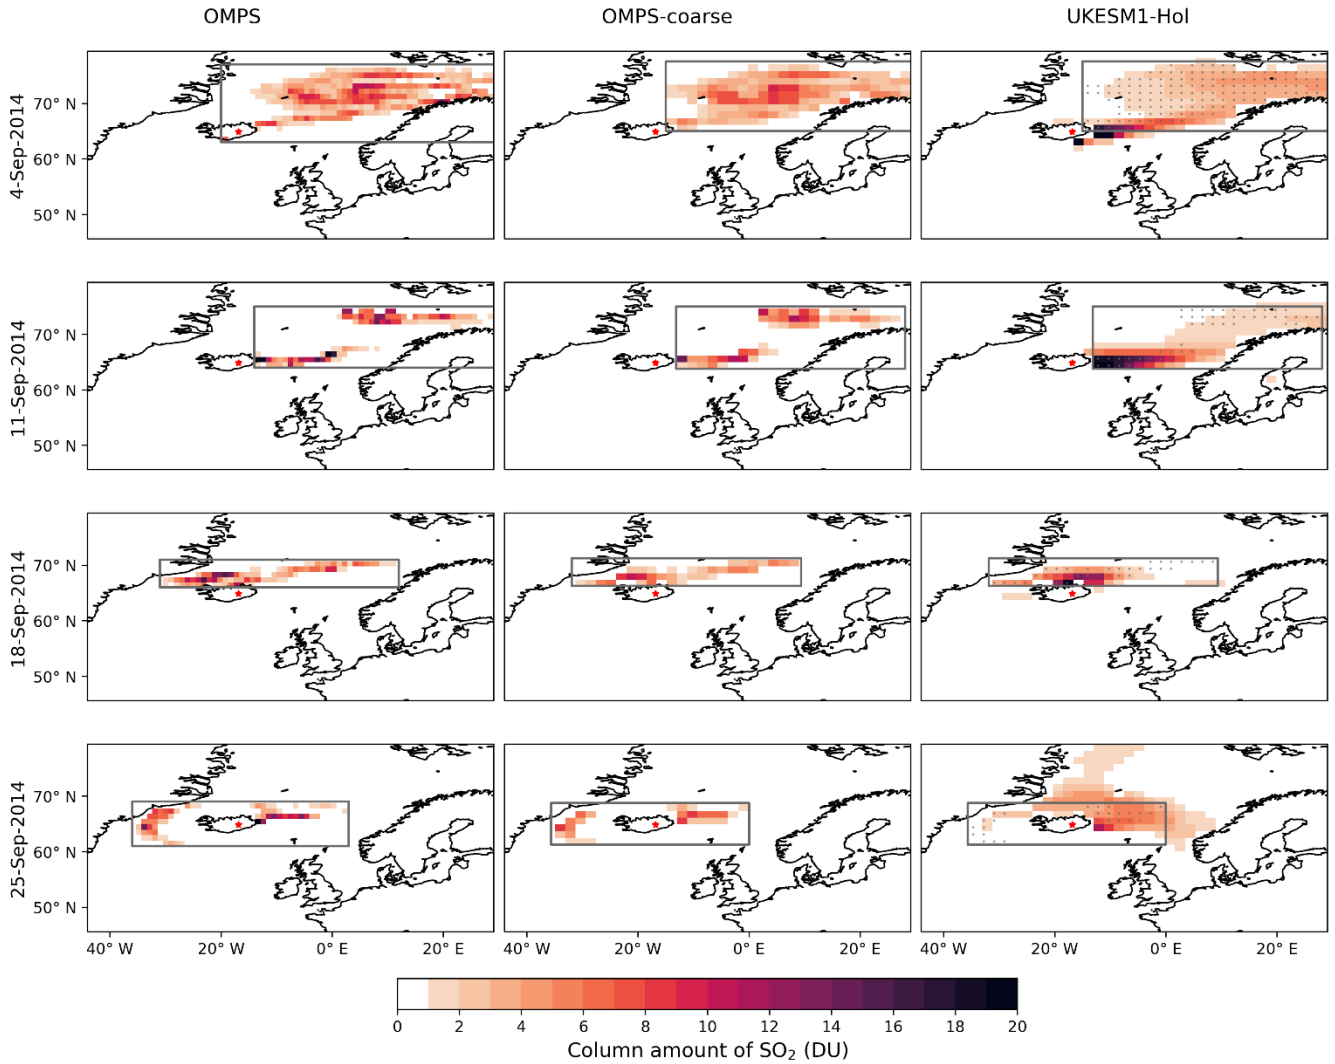 OMPS OMPS-coarse UKESM1-Hol
4-Sep-2014
70° N
60° N
50° N
11-Sep-2014
70° N
60° N
50° N
18-Sep-2014
70° N
60° N
50° N
25-Sep-2014
70° N
60° N
50° N
40° W 20° W 0° E 20° E 40° W 20° W 0° E 20° E 40° W 20° W 0° E 20° E
0 2 4 6 8 10 12 14 16 18 20
Column amount of SO₂ (DU)